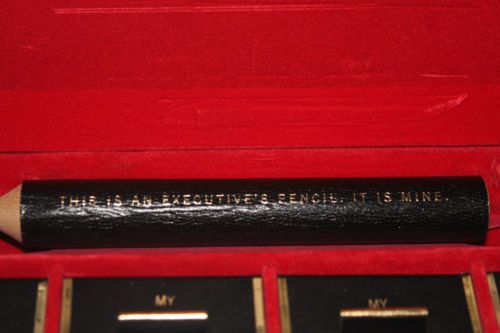 THIS IS AN EXECUTIVE'S PENCIL. IT IS MINE.
MY
MY